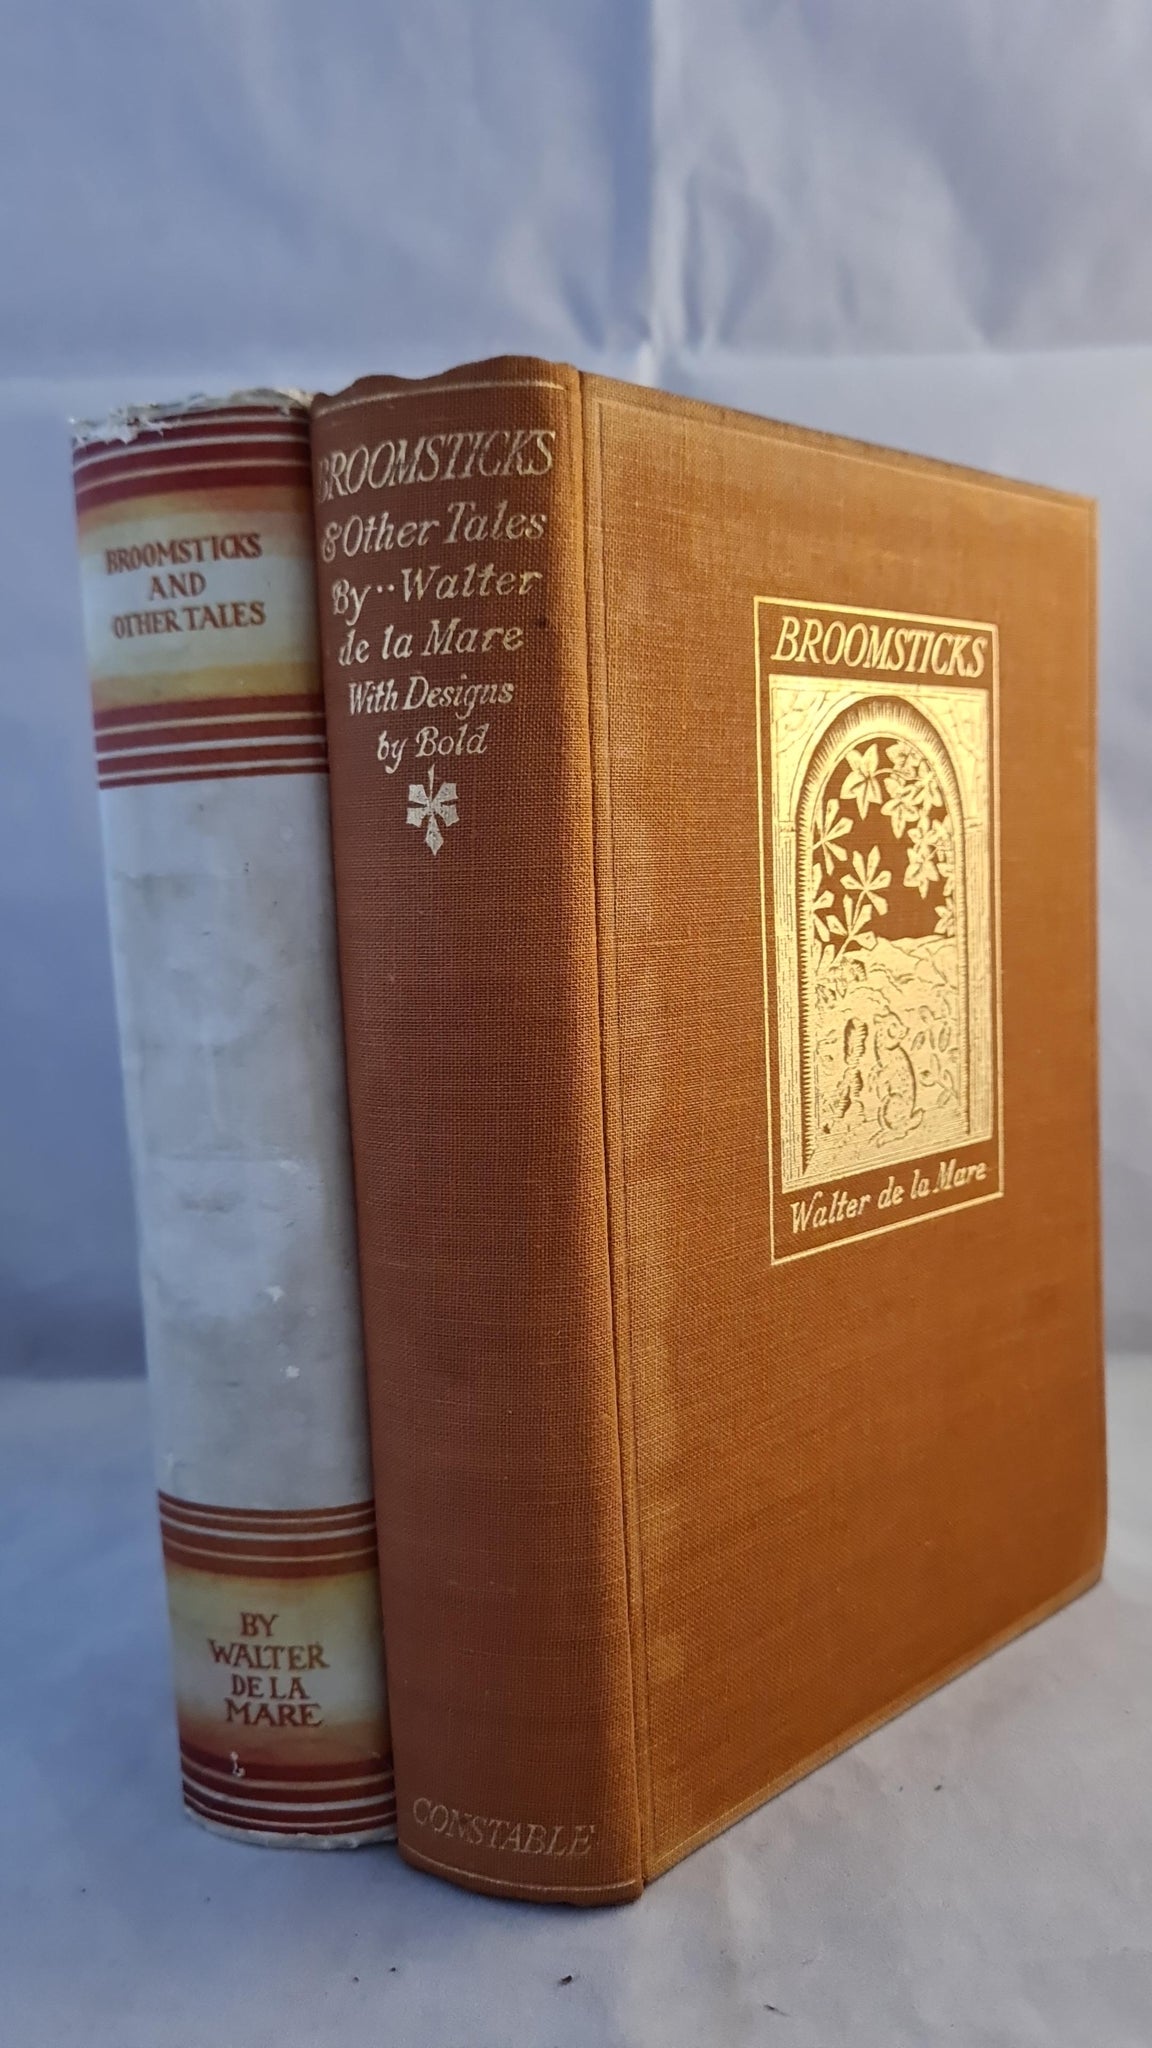 BROOMSTICKS
AND
OTHER TALES
BY
WALTER
DE LA
MARE
BROOMSTICKS
& Other Tales
By·· Walter
de la Mare
With Designs
by Bold
CONSTABLE
BROOMSTICKS
Walter de la Mare